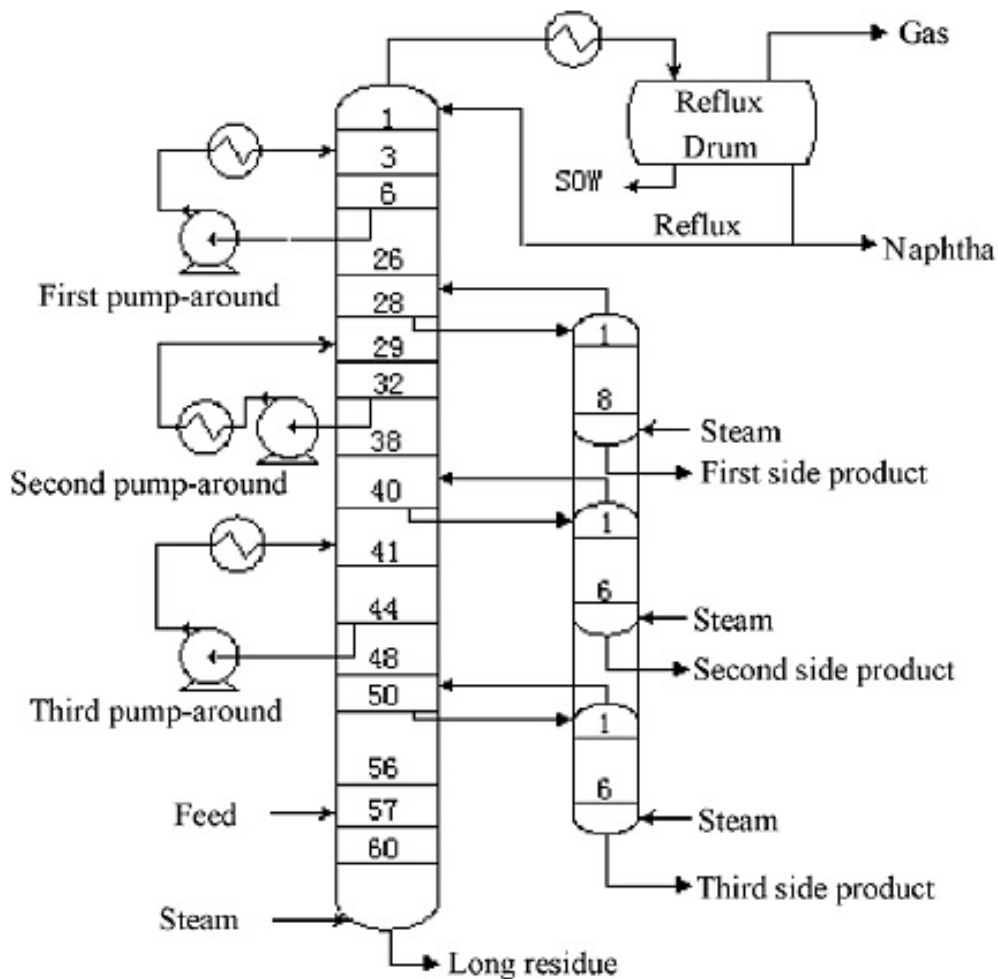 Gas
Reflux
Drum
SOW
Reflux
Naphtha
1
3
6
First pump-around
26
28
29
32
38
Second pump-around
40
41
44
48
Third pump-around
50
56
Feed
57
60
Steam
Long residue
1
8
Steam
First side product
1
6
Steam
Second side product
1
6
Steam
Third side product